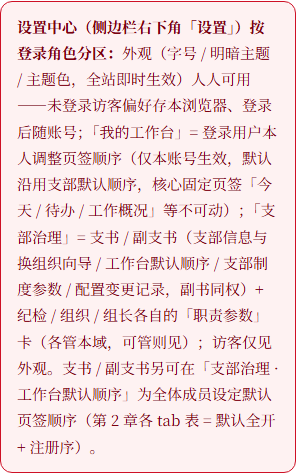 设置中心（侧边栏右下角「设置」）按
登录角色分区：外观（字号 / 明暗主题
/ 主题色，全站即时生效）人人可用
——未登录访客偏好存本浏览器、登录
后随账号；「我的工作台」= 登录用户本
人调整页签顺序（仅本账号生效，默认
沿用支部默认顺序，核心固定页签「今
天 / 待办 / 工作概况」等不可动）；「支
部治理」= 支书 / 副支书（支部信息与
换组织向导 / 工作台默认顺序 / 支部制
度参数 / 配置变更记录，副书同权）+
纪检 / 组织 / 组长各自的「职责参数」
卡（各管本域，可管则见）；访客仅见
外观。支书 / 副支书另可在「支部治理 ·
工作台默认顺序」为全体成员设定默认
页签顺序（第 2 章各 tab 表 = 默认全开
+ 注册序）。